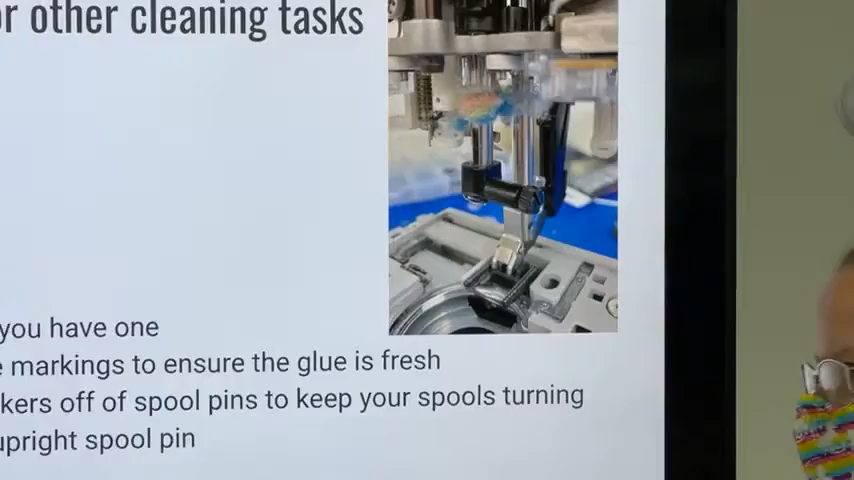 or other cleaning tasks
you have one
markings to ensure the glue is fresh
off of spool pins to keep your spools turning
upright spool pin